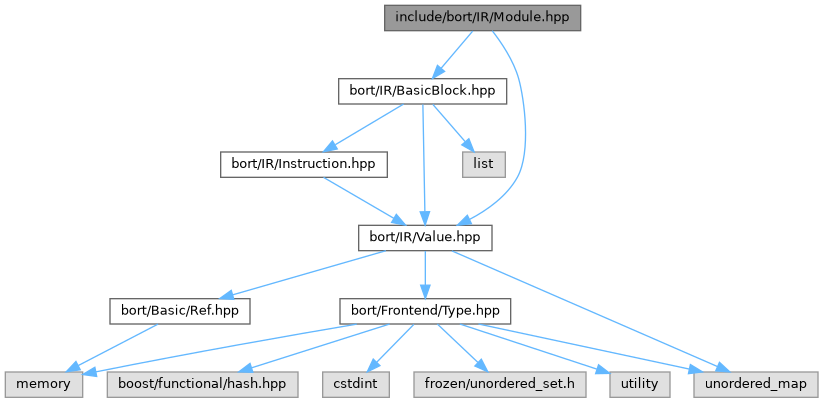 include/bort/IR/Module.hpp
bort/IR/BasicBlock.hpp
bort/IR/Instruction.hpp
list
bort/IR/Value.hpp
bort/Basic/Ref.hpp
bort/Frontend/Type.hpp
memory
boost/functional/hash.hpp
cstdint
frozen/unordered_set.h
utility
unordered_map